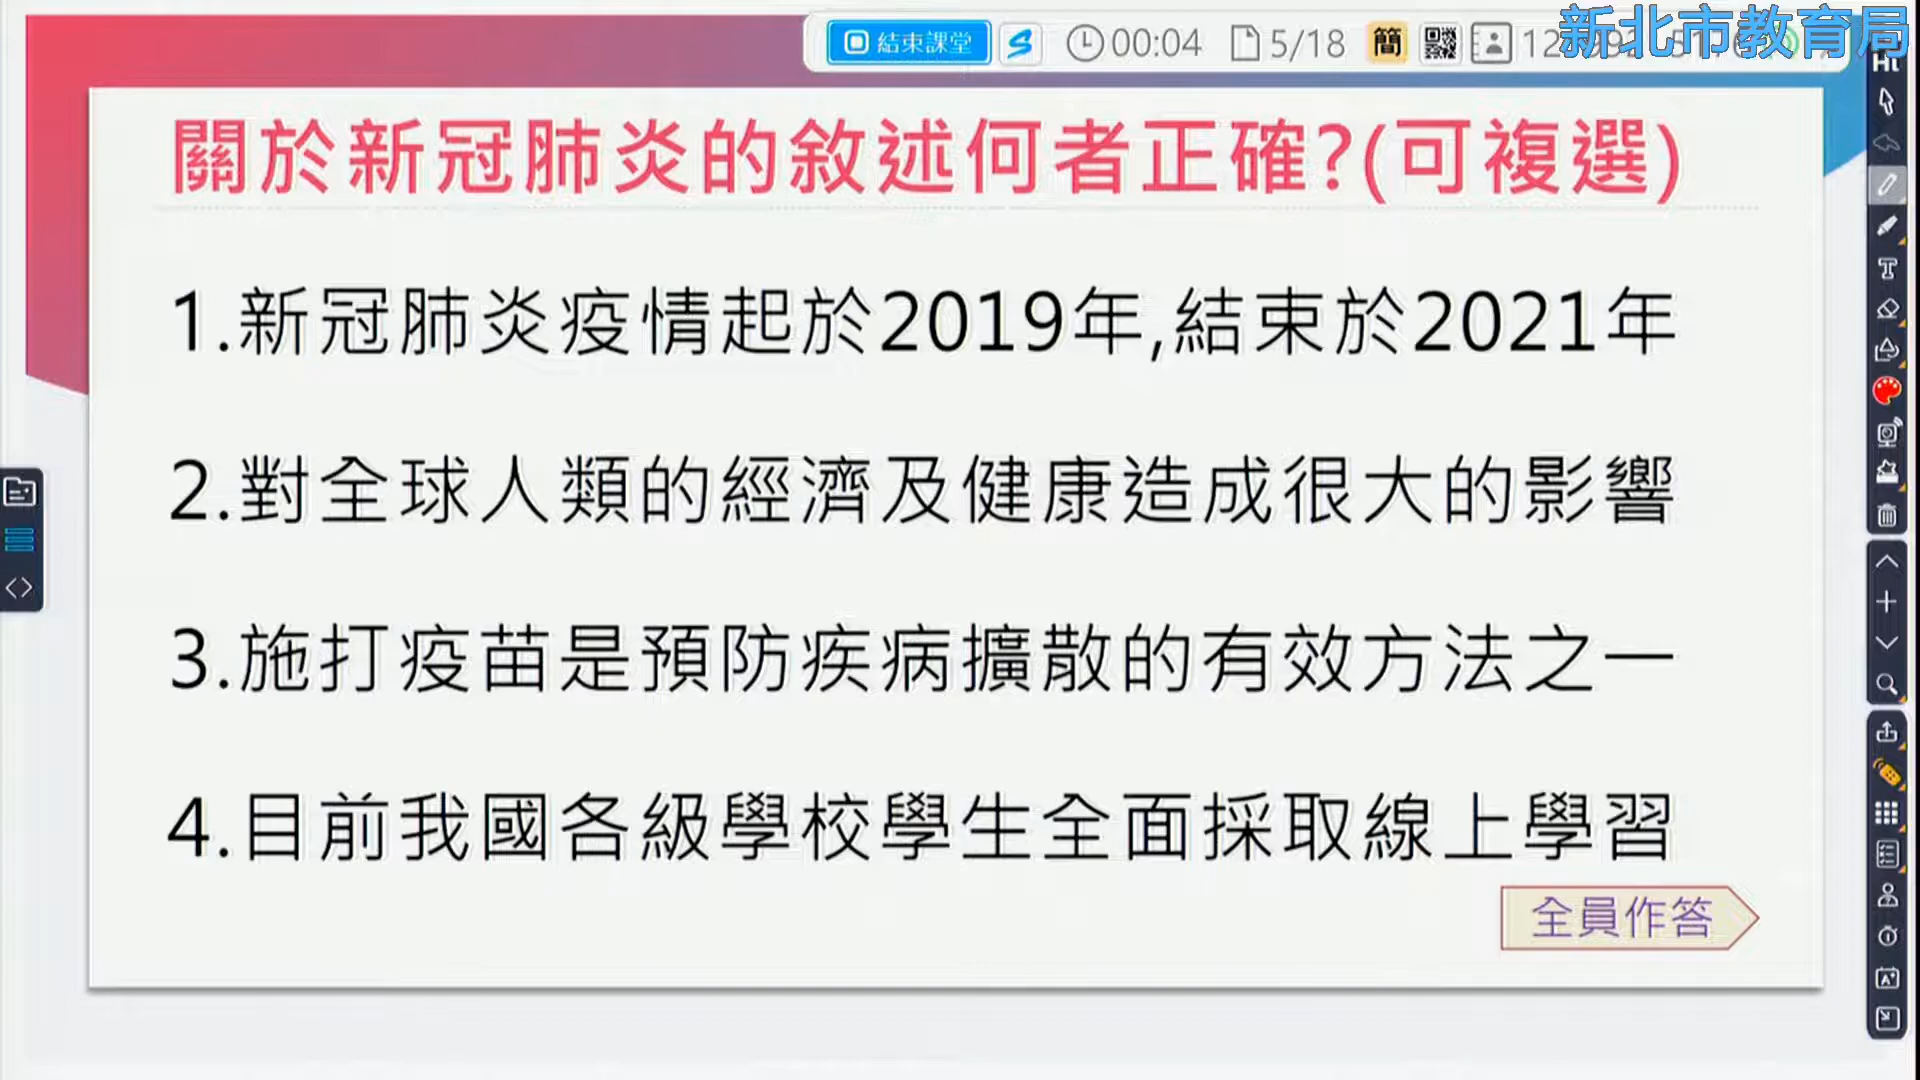 結束課堂
00:04
5/18
簡
新北市教育局
關於新冠肺炎的敘述何者正確?(可複選)
1.新冠肺炎疫情起於2019年,結束於2021年
2.對全球人類的經濟及健康造成很大的影響
3.施打疫苗是預防疾病擴散的有效方法之一
4.目前我國各級學校學生全面採取線上學習
全員作答